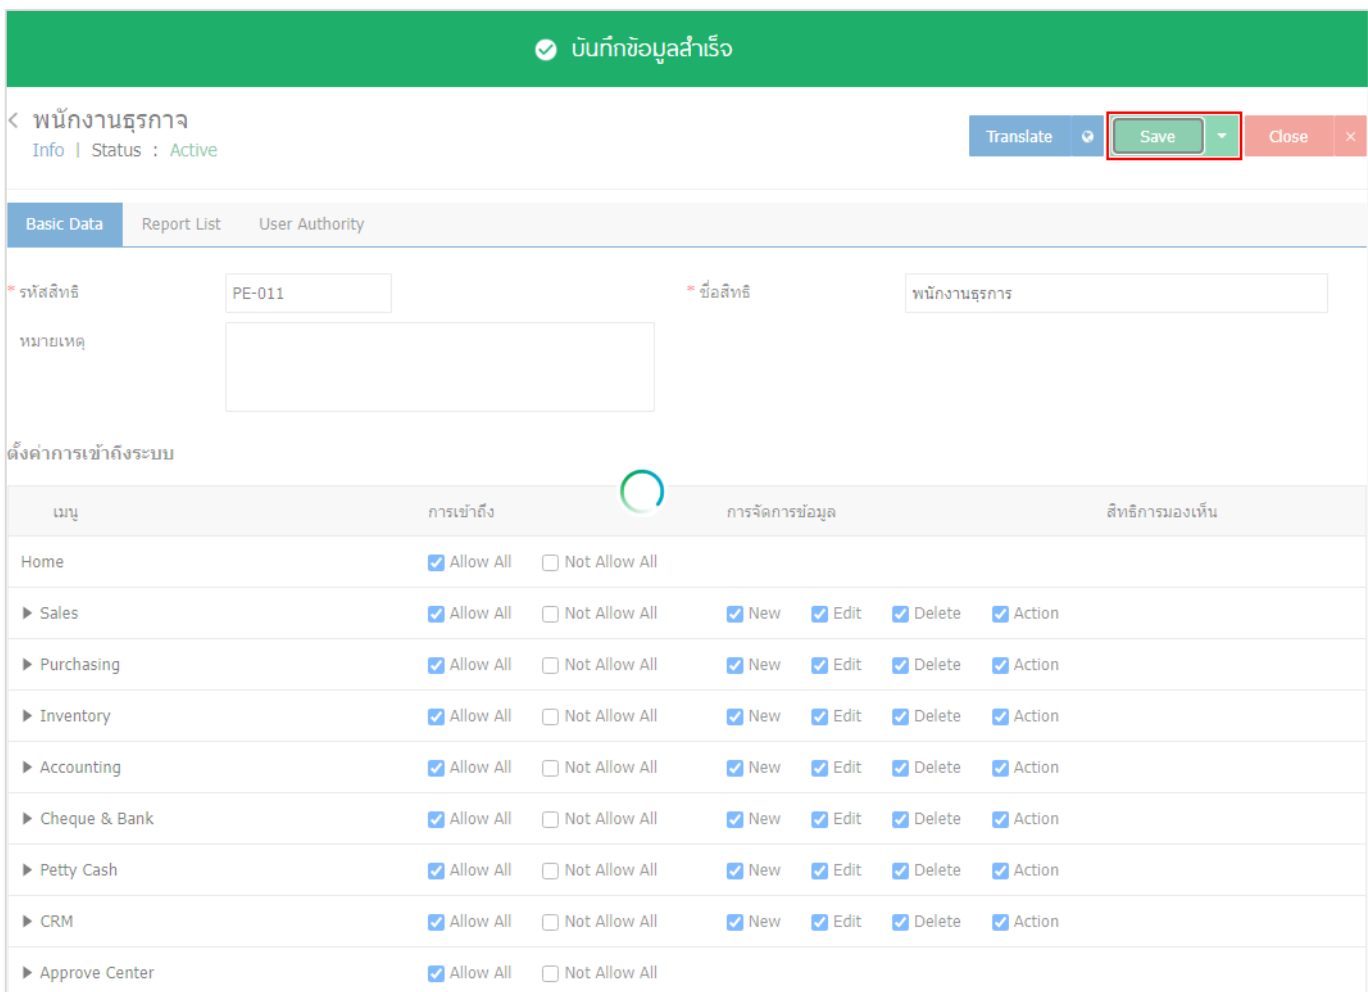 บันทึกข้อมูลสำเร็จ
พนักงานธุรกาจ
Info | Status : Active
Translate Save Close ×
Basic Data Report List User Authority
* รหัสสิทธิ PE-011 * ชื่อสิทธิ พนักงานธุรการ
หมายเหตุ
ตั้งค่าการเข้าถึงระบบ
เมนู การเข้าถึง การจัดการข้อมูล สิทธิการมองเห็น
Home Allow All Not Allow All
Sales Allow All Not Allow All New Edit Delete Action
Purchasing Allow All Not Allow All New Edit Delete Action
Inventory Allow All Not Allow All New Edit Delete Action
Accounting Allow All Not Allow All New Edit Delete Action
Cheque & Bank Allow All Not Allow All New Edit Delete Action
Petty Cash Allow All Not Allow All New Edit Delete Action
CRM Allow All Not Allow All New Edit Delete Action
Approve Center Allow All Not Allow All